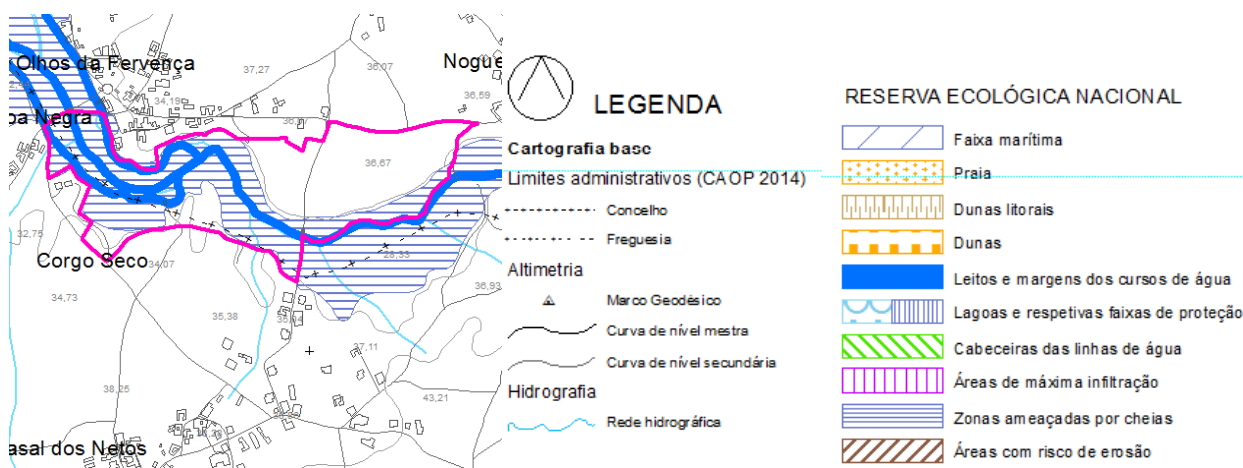 Olhos da Fervença
37,27
36,07
Nogue
34,19
36,59
oa Negra
36,67
32,75
Corgo Seco
34,07
28,33
34,73
36,93
35,38
37,11
38,25
43,21
asal dos Netos
LEGENDA
Cartografia base
Limites administrativos (CAOP 2014)
Concelho
Freguesia
Altimetria
Marco Geodésico
Curva de nível mestra
Curva de nível secundária
Hidrografia
Rede hidrográfica
RESERVA ECOLÓGICA NACIONAL
Faixa marítima
Praia
Dunas litorais
Dunas
Leitos e margens dos cursos de água
Lagoas e respetivas faixas de proteção
Cabeceiras das linhas de água
Áreas de máxima infiltração
Zonas ameaçadas por cheias
Áreas com risco de erosão